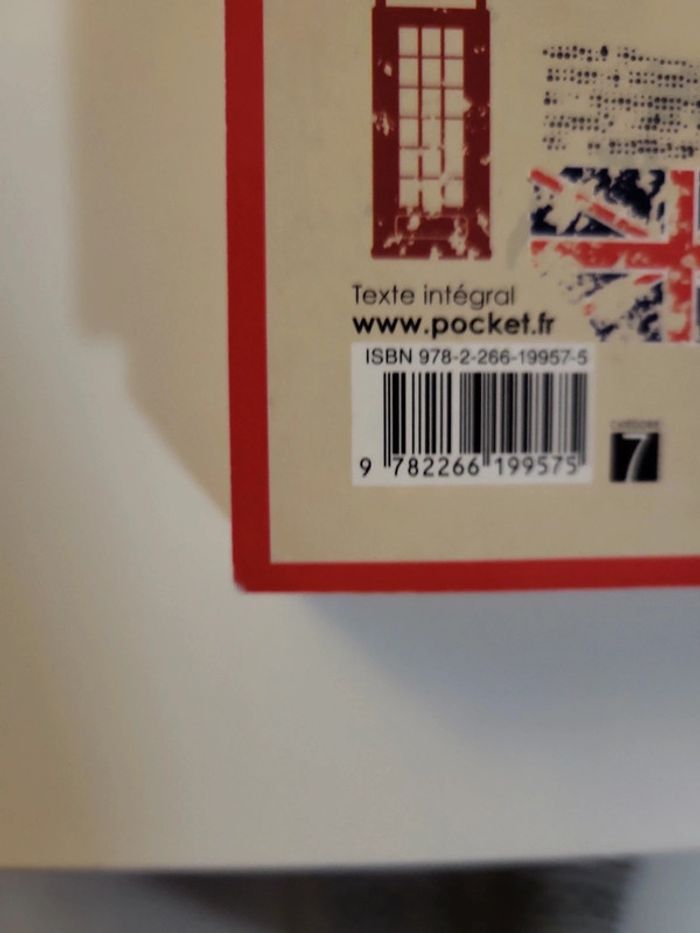 Texte intégral
www.pocket.fr
ISBN 978-2-266-19957-5
9 782266 199575
7